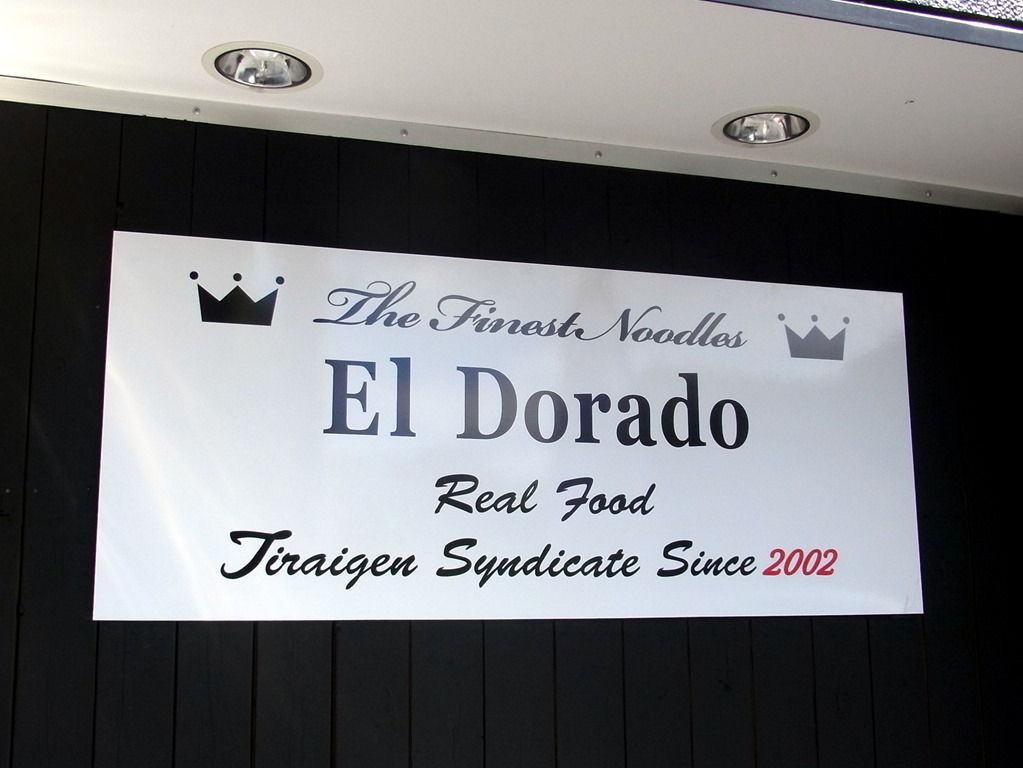 The Finest Noodles
El Dorado
Real Food
Tiraigen Syndicate Since 2002